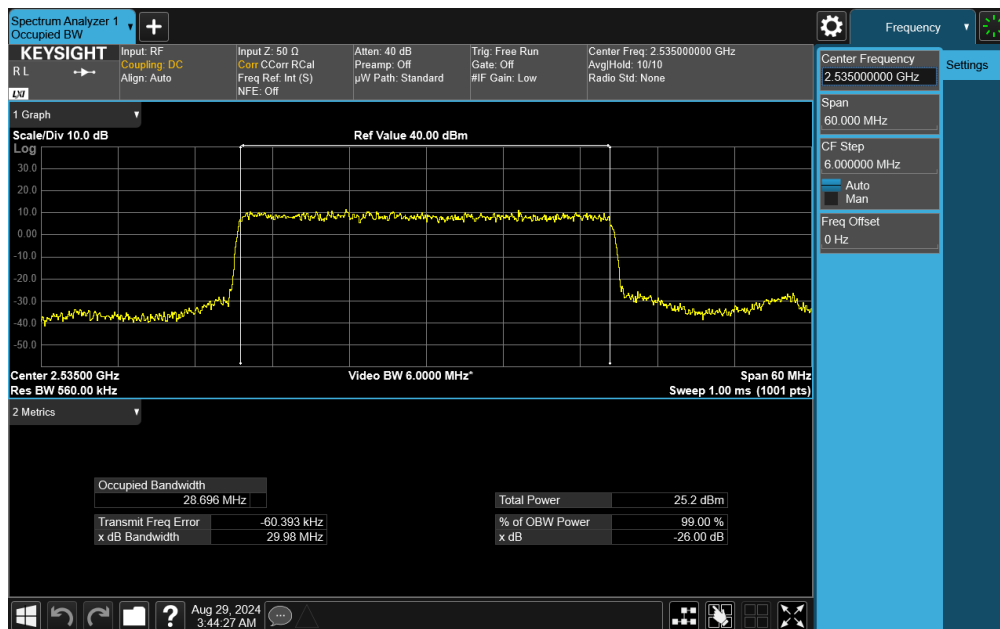 Spectrum Analyzer 1
Occupied BW
Frequency
KEYSIGHT
R L
LXI
Input: RF
Coupling: DC
Align: Auto
Input Z: 50 Ω
Corr CCorr RCal
Freq Ref: Int (S)
NFE: Off
Atten: 40 dB
Preamp: Off
µW Path: Standard
Trig: Free Run
Gate: Off
#IF Gain: Low
Center Freq: 2.535000000 GHz
Avg|Hold: 10/10
Radio Std: None
Center Frequency
2.535000000 GHz
Settings
Span
60.000 MHz
CF Step
6.000000 MHz
Auto
Man
Freq Offset
0 Hz
1 Graph
Scale/Div 10.0 dB
Ref Value 40.00 dBm
Log
30.0
20.0
10.0
0.00
-10.0
-20.0
-30.0
-40.0
-50.0
Center 2.53500 GHz
Video BW 6.0000 MHz*
Span 60 MHz
Res BW 560.00 kHz
Sweep 1.00 ms (1001 pts)
2 Metrics
Occupied Bandwidth
28.696 MHz
Transmit Freq Error -60.393 kHz
x dB Bandwidth 29.98 MHz
Total Power 25.2 dBm
% of OBW Power 99.00 %
x dB -26.00 dB
?
Aug 29, 2024
3:44:27 AM